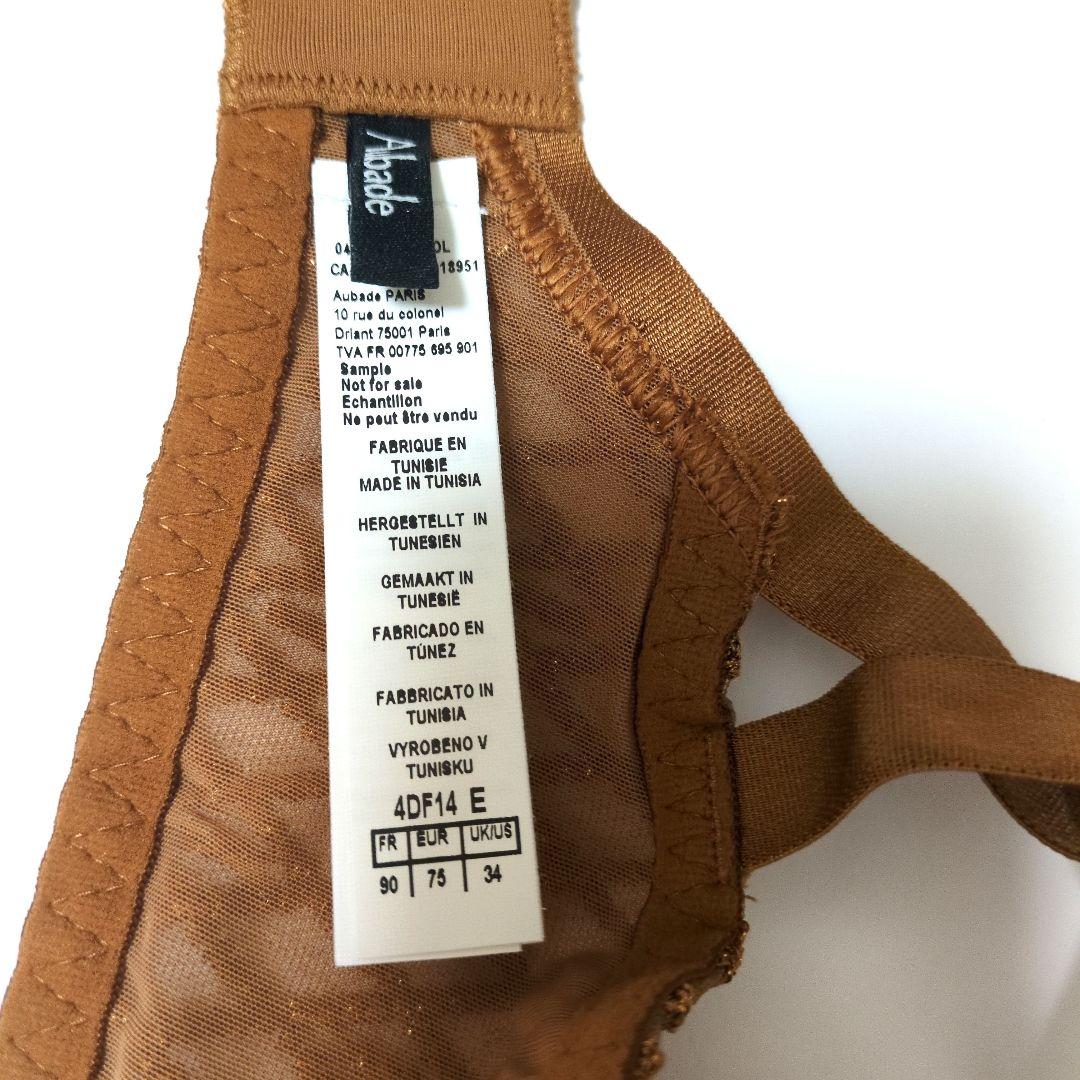 Aubade
18951
Aubade PARIS
10 rue du colonel
Driant 75001 Paris
TVA FR 00775 695 901
Sample
Not for sale
Echantillon
Ne peut être vendu
FABRIQUE EN
TUNISIE
MADE IN TUNISIA
HERGESTELLT IN
TUNESIEN
GEMAAKT IN
TUNESIË
FABRICADO EN
TÚNEZ
FABBRICATO IN
TUNISIA
VYROBENO V
TUNISKU
4DF14 E
FR EUR UK/US
90 75 34